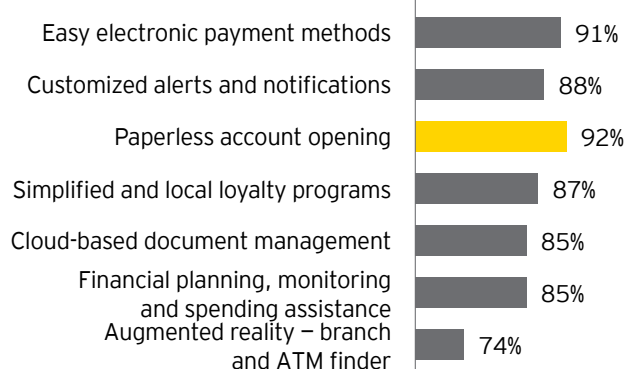 Easy electronic payment methods 91%
Customized alerts and notifications 88%
Paperless account opening 92%
Simplified and local loyalty programs 87%
Cloud-based document management 85%
Financial planning, monitoring
and spending assistance 85%
Augmented reality – branch
and ATM finder 74%